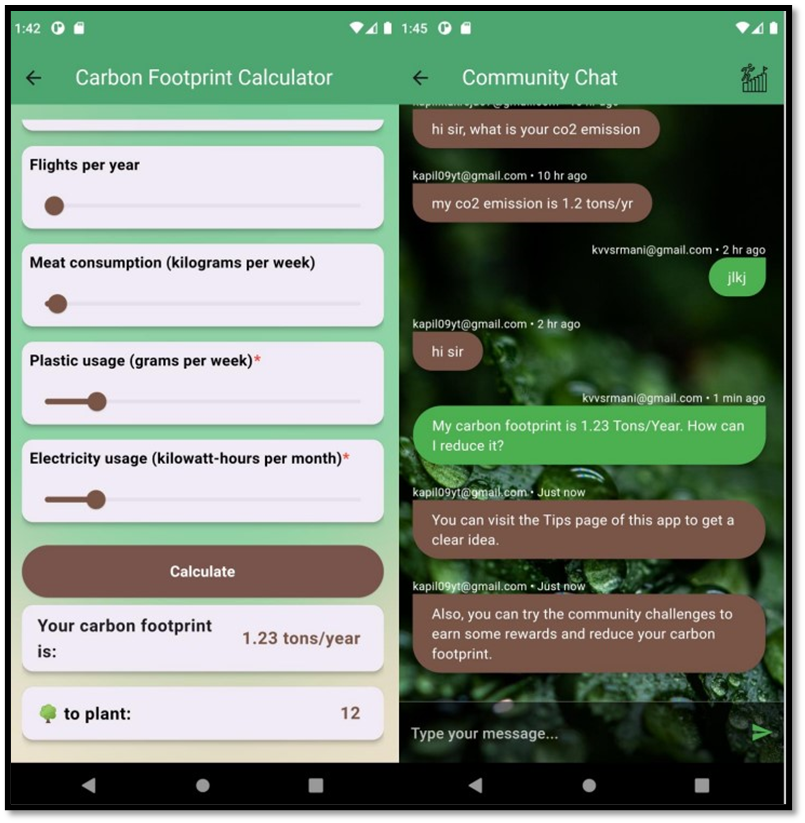 1:42
Carbon Footprint Calculator
Flights per year
Meat consumption (kilograms per week)
Plastic usage (grams per week)*
Electricity usage (kilowatt-hours per month)*
Calculate
Your carbon footprint
is:
1.23 tons/year
to plant:
12
1:45
Community Chat
hi sir, what is your co2 emission
kapil09yt@gmail.com • 10 hr ago
my co2 emission is 1.2 tons/yr
kvvsrmani@gmail.com • 2 hr ago
jlkj
kapil09yt@gmail.com • 2 hr ago
hi sir
kvvsrmani@gmail.com • 1 min ago
My carbon footprint is 1.23 Tons/Year. How can
I reduce it?
kapil09yt@gmail.com • Just now
You can visit the Tips page of this app to get a
clear idea.
kapil09yt@gmail.com • Just now
Also, you can try the community challenges to
earn some rewards and reduce your carbon
footprint.
Type your message...